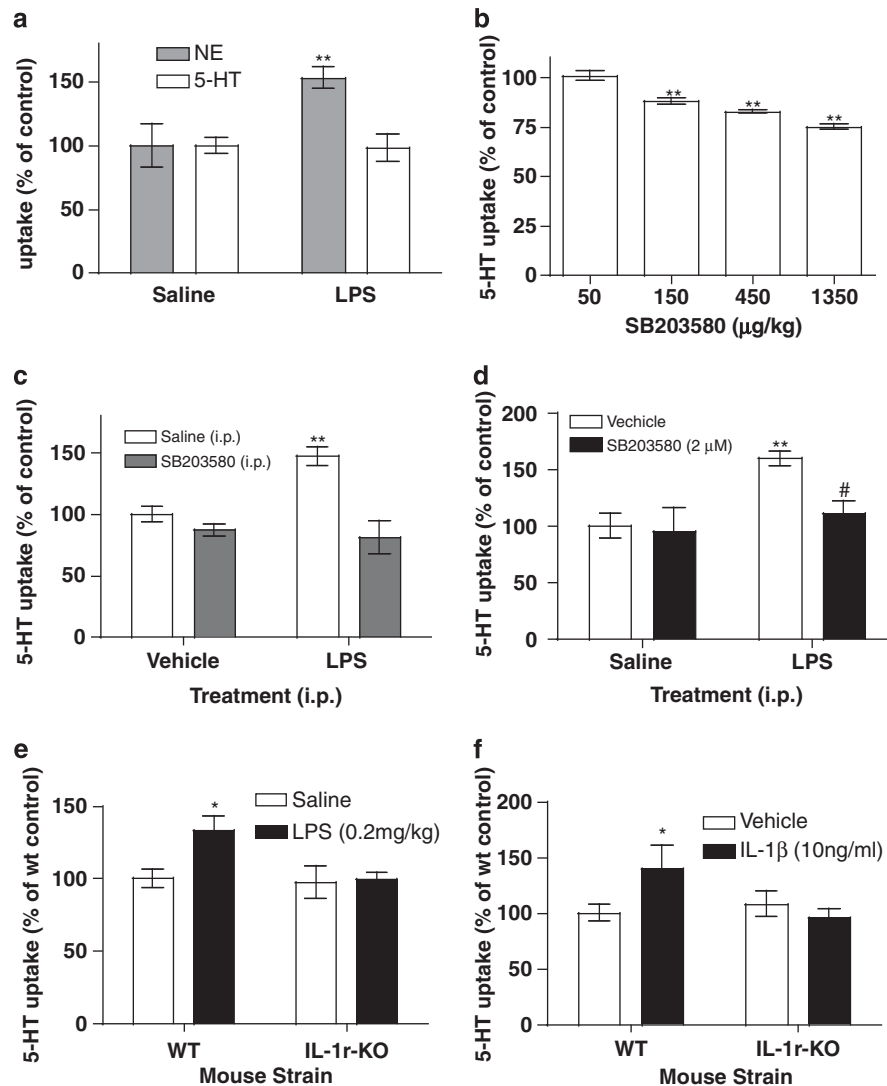 a
uptake (% of control)
150
100
50
0
NE
5-HT
**
Saline
LPS
b
5-HT uptake (% of control)
100
75
50
25
0
**
**
**
50
150
450
1350
SB203580 (μg/kg)
c
5-HT uptake (% of control)
150
100
50
0
Saline (i.p.)
SB203580 (i.p.)
**
Vehicle
LPS
Treatment (i.p.)
d
5-HT uptake (% of control)
200
150
100
50
0
Vechicle
SB203580 (2 μM)
**
#
Saline
LPS
Treatment (i.p.)
e
5-HT uptake (% of wt control)
150
100
50
0
Saline
LPS (0.2mg/kg)
*
WT
IL-1r-KO
Mouse Strain
f
5-HT uptake (% of wt control)
200
150
100
50
0
Vehicle
IL-1β (10ng/ml)
*
WT
IL-1r-KO
Mouse Strain